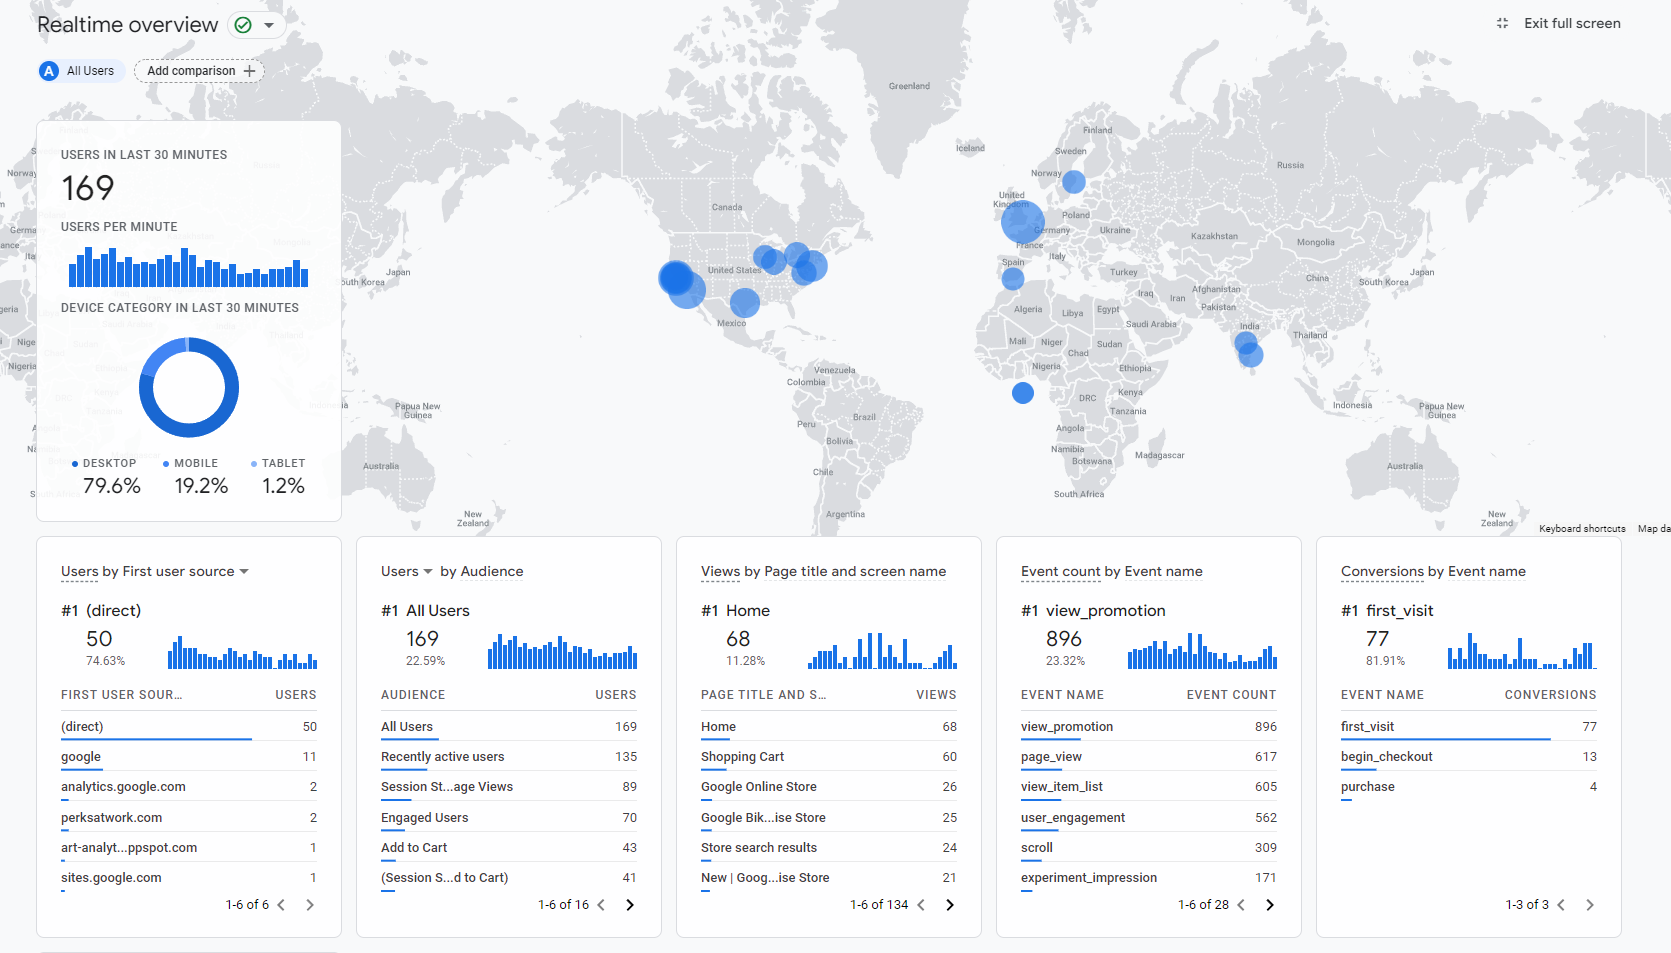 Realtime overview
Exit full screen
A All Users
Add comparison
USERS IN LAST 30 MINUTES
169
USERS PER MINUTE
DEVICE CATEGORY IN LAST 30 MINUTES
DESKTOP MOBILE TABLET
79.6% 19.2% 1.2%
Greenland
Iceland
Finland
Sweden
Norway
Russia
United
Kingdom
Canada
Poland
Germany
Ukraine
Kazakhstan
Mongolia
France
Italy
Spain
United States
Turkey
China
Japan
South Korea
Japan
South Korea
Afghanistan
Iraq
Iran
Pakistan
Algeria
Libya
Egypt
Saudi Arabia
India
Mexico
Thailand
Mali
Niger
Sudan
Chad
Nigeria
Ethiopia
Venezuela
Colombia
Kenya
DRC
Tanzania
Indonesia
Papua New
Guinea
Papua New
Guinea
Brazil
Peru
Angola
Bolivia
Namibia
Botswana
Madagascar
Chile
Australia
Australia
South Africa
Argentina
New
Zealand
New
Zealand
Keyboard shortcuts Map da
Users by First user source
#1 (direct)
50
74.63%
FIRST USER SOUR... USERS
(direct) 50
google 11
analytics.google.com 2
perksatwork.com 2
art-analyt...ppspot.com 1
sites.google.com 1
1-6 of 6
Users by Audience
#1 All Users
169
22.59%
AUDIENCE USERS
All Users 169
Recently active users 135
Session St...age Views 89
Engaged Users 70
Add to Cart 43
(Session S...d to Cart) 41
1-6 of 16
Views by Page title and screen name
#1 Home
68
11.28%
PAGE TITLE AND S... VIEWS
Home 68
Shopping Cart 60
Google Online Store 26
Google Bik...ise Store 25
Store search results 24
New | Goog...ise Store 21
1-6 of 134
Event count by Event name
#1 view_promotion
896
23.32%
EVENT NAME EVENT COUNT
view_promotion 896
page_view 617
view_item_list 605
user_engagement 562
scroll 309
experiment_impression 171
1-6 of 28
Conversions by Event name
#1 first_visit
77
81.91%
EVENT NAME CONVERSIONS
first_visit 77
begin_checkout 13
purchase 4
1-3 of 3